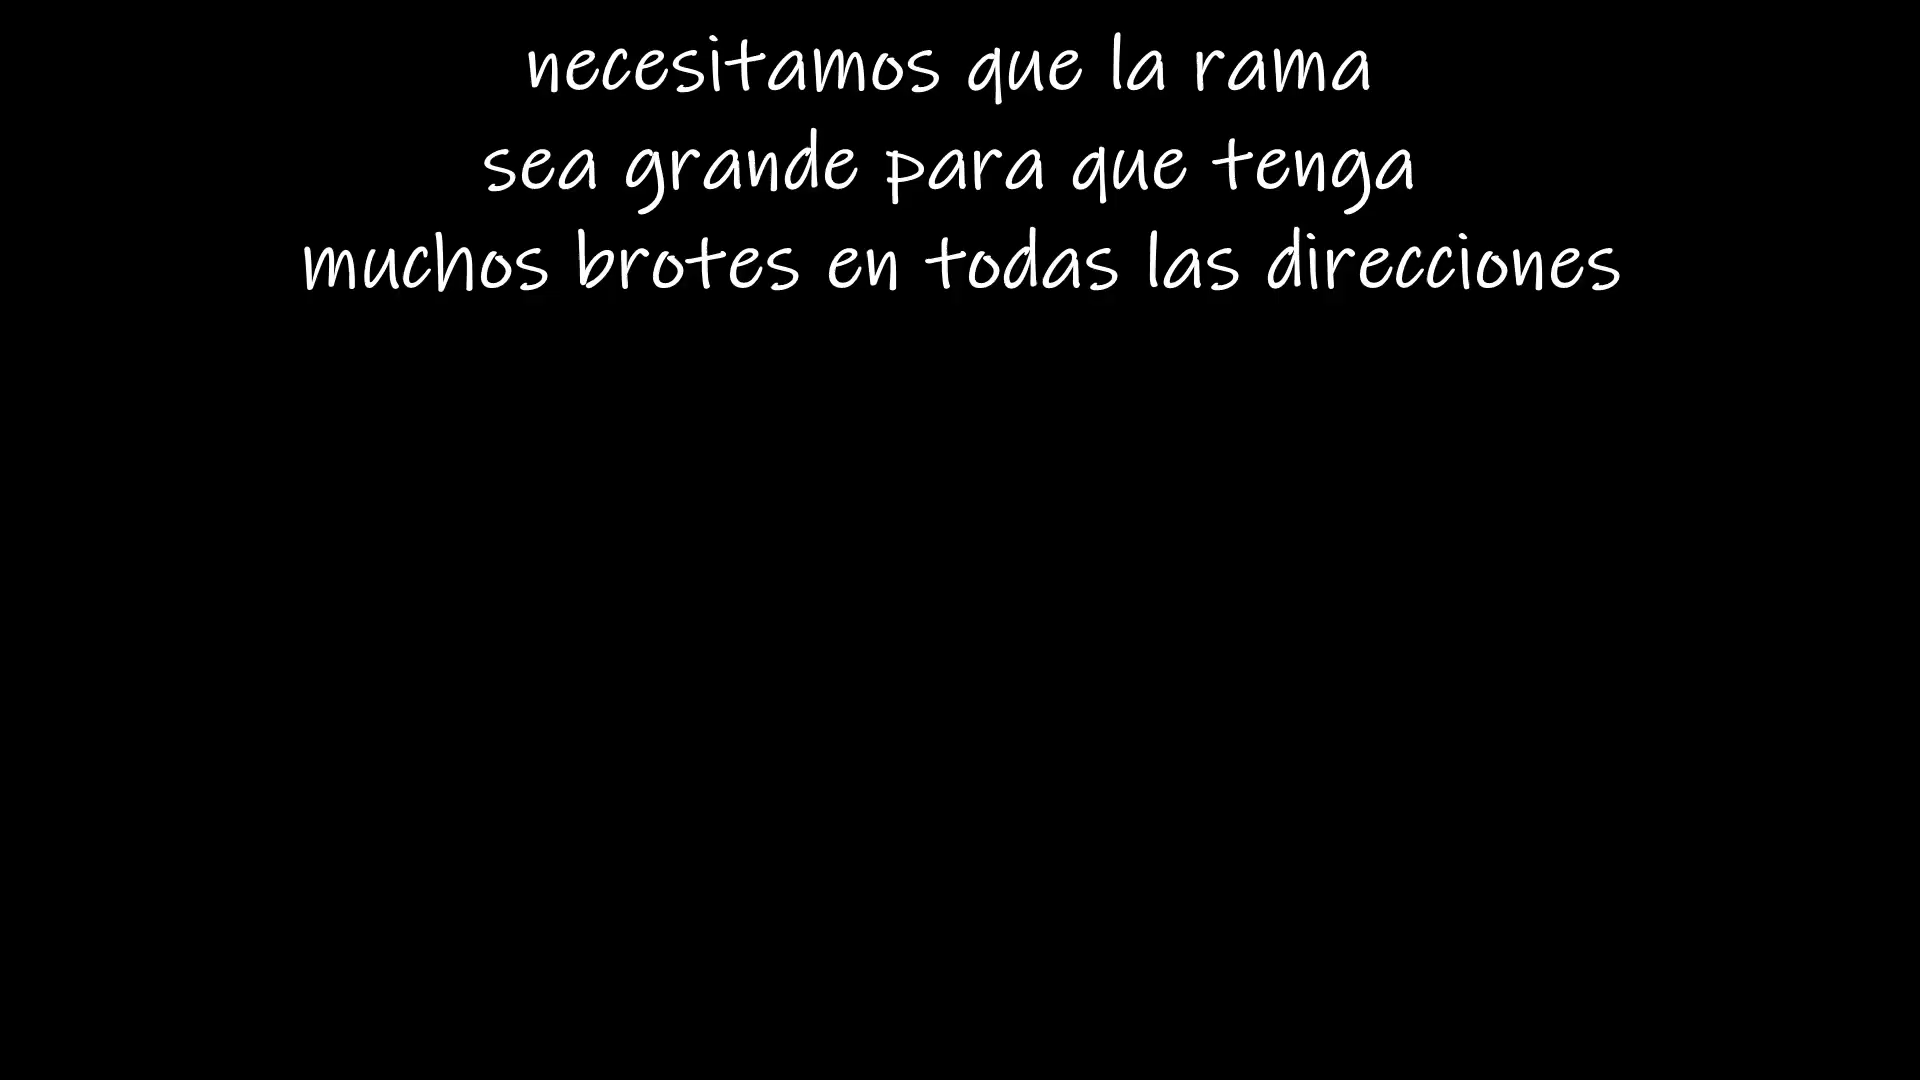 necesitamos que la rama
sea grande para que tenga
muchos brotes en todas las direcciones